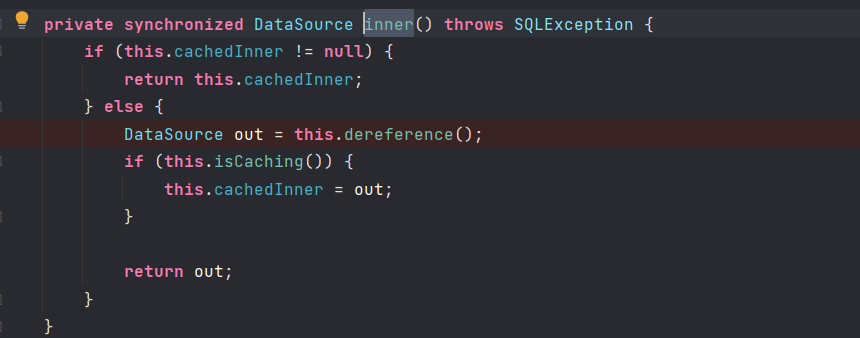 private synchronized DataSource inner() throws SQLException {
if (this.cachedInner != null) {
return this.cachedInner;
} else {
DataSource out = this.dereference();
if (this.isCaching()) {
this.cachedInner = out;
}
return out;
}
}